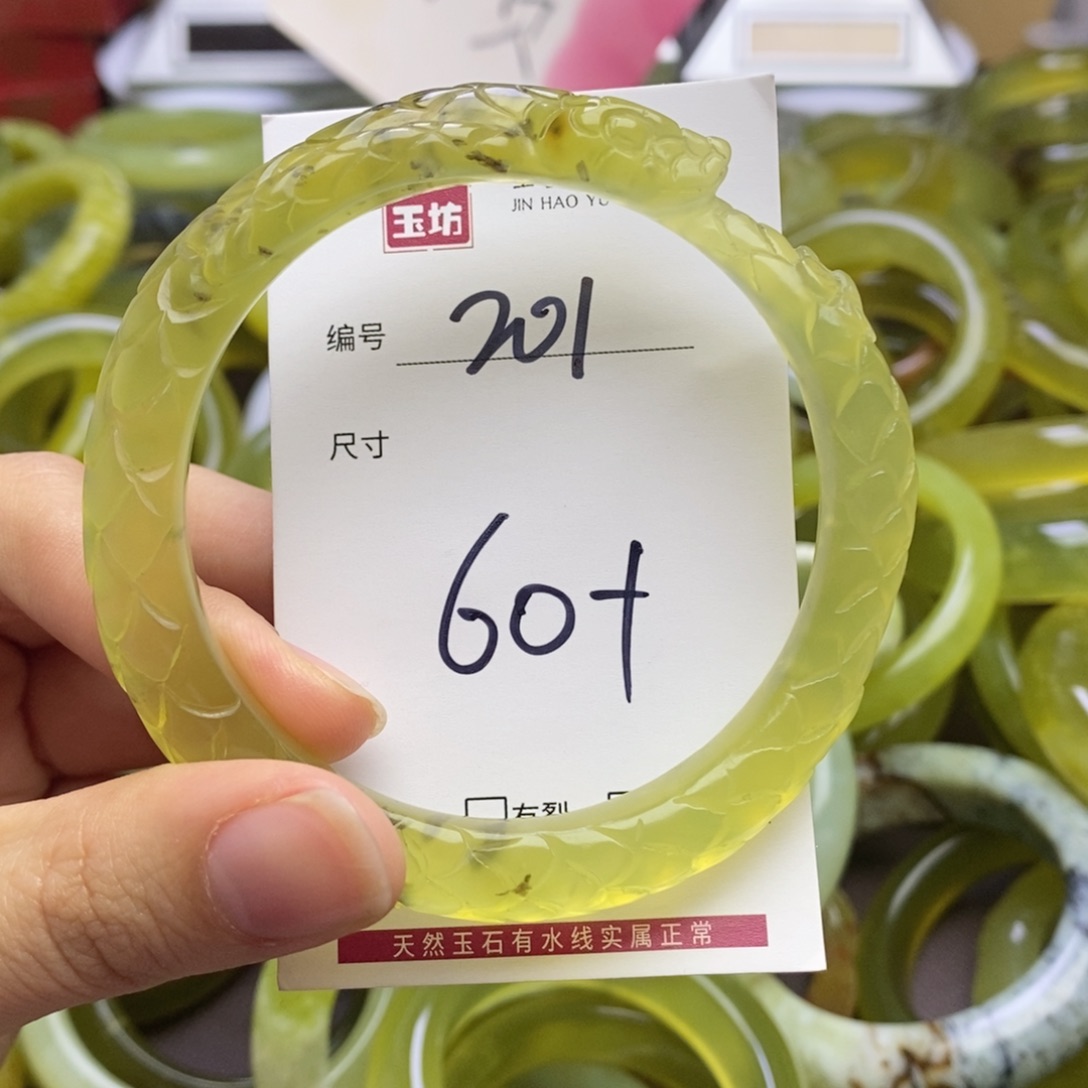 玉坊
JIN HAO YU
编号 201
尺寸
60+
有裂
天然玉石有水线实属正常